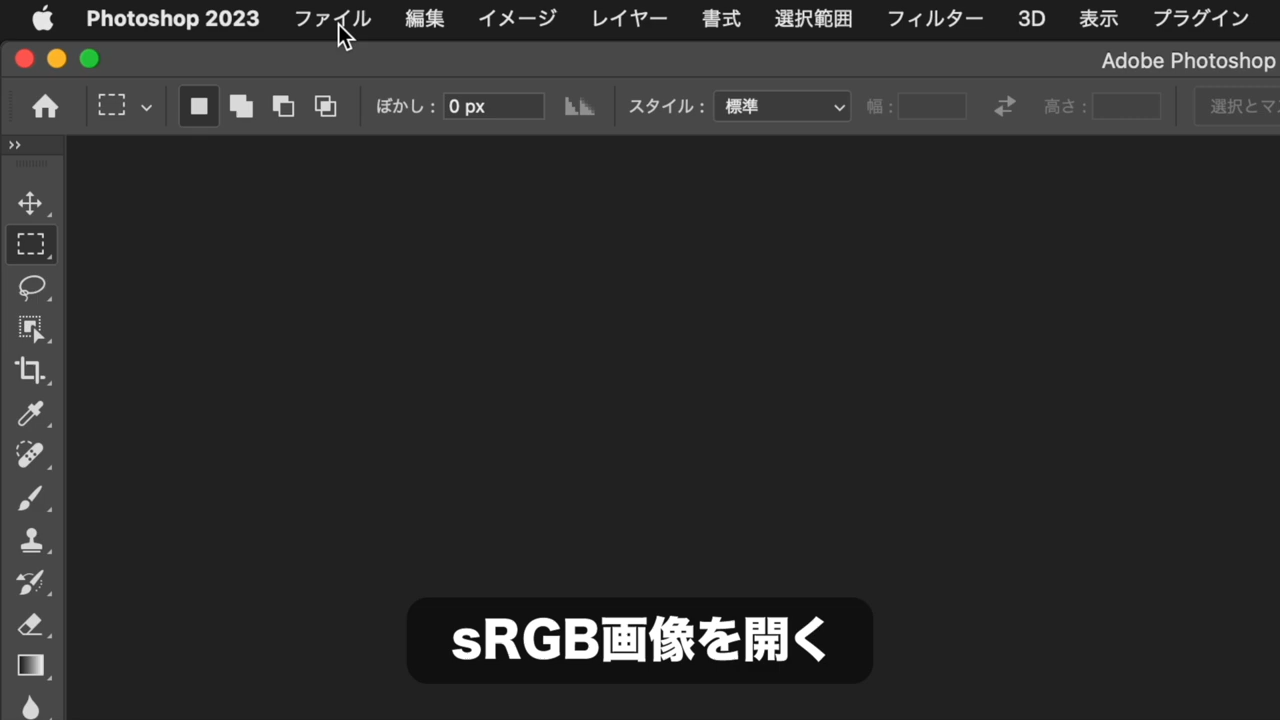 Photoshop 2023 ファイル 編集 イメージ レイヤー 書式 選択範囲 フィルター 3D 表示 プラグイン
Adobe Photoshop
ぼかし : 0 px スタイル : 標準 幅 : 高さ : 選択とマ
sRGB画像を開く